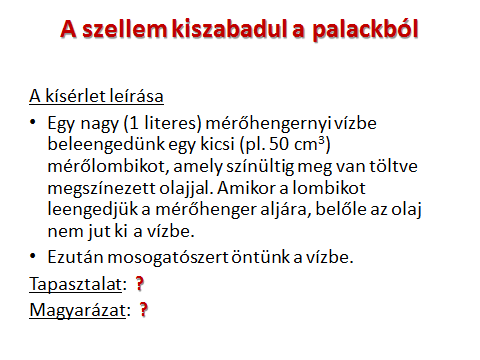 A szellem kiszabadul a palackból
A kísérlet leírása
• Egy nagy (1 literes) mérőhengernyi vízbe
beleengedünk egy kicsi (pl. 50 cm³)
mérőlombikot, amely színültig meg van töltve
megszínezett olajjal. Amikor a lombikot
leengedjük a mérőhenger aljára, belőle az olaj
nem jut ki a vízbe.
• Ezután mosogatószert öntünk a vízbe.
Tapasztalat: ?
Magyarázat: ?